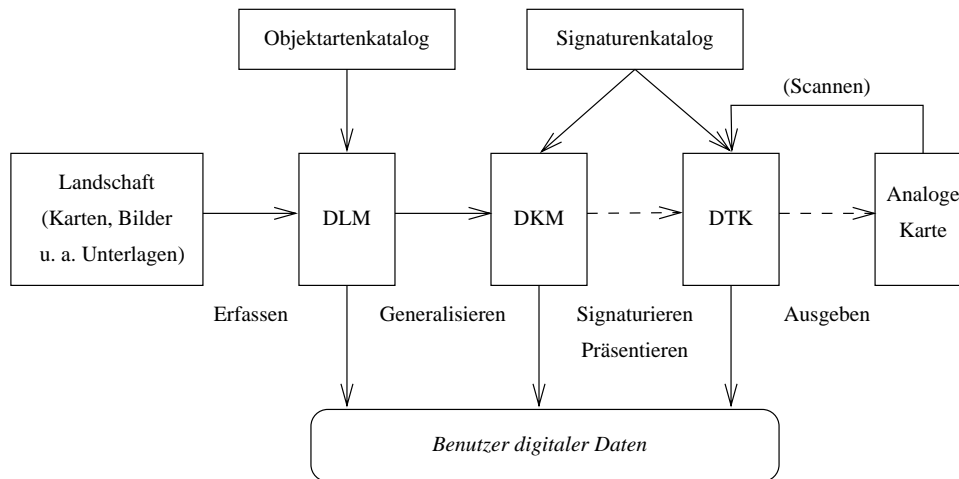 Objektartenkatalog
Signaturenkatalog
(Scannen)
Landschaft
(Karten, Bilder
u. a. Unterlagen)
DLM
DKM
DTK
Analoge
Karte
Erfassen
Generalisieren
Signaturieren
Präsentieren
Ausgeben
Benutzer digitaler Daten